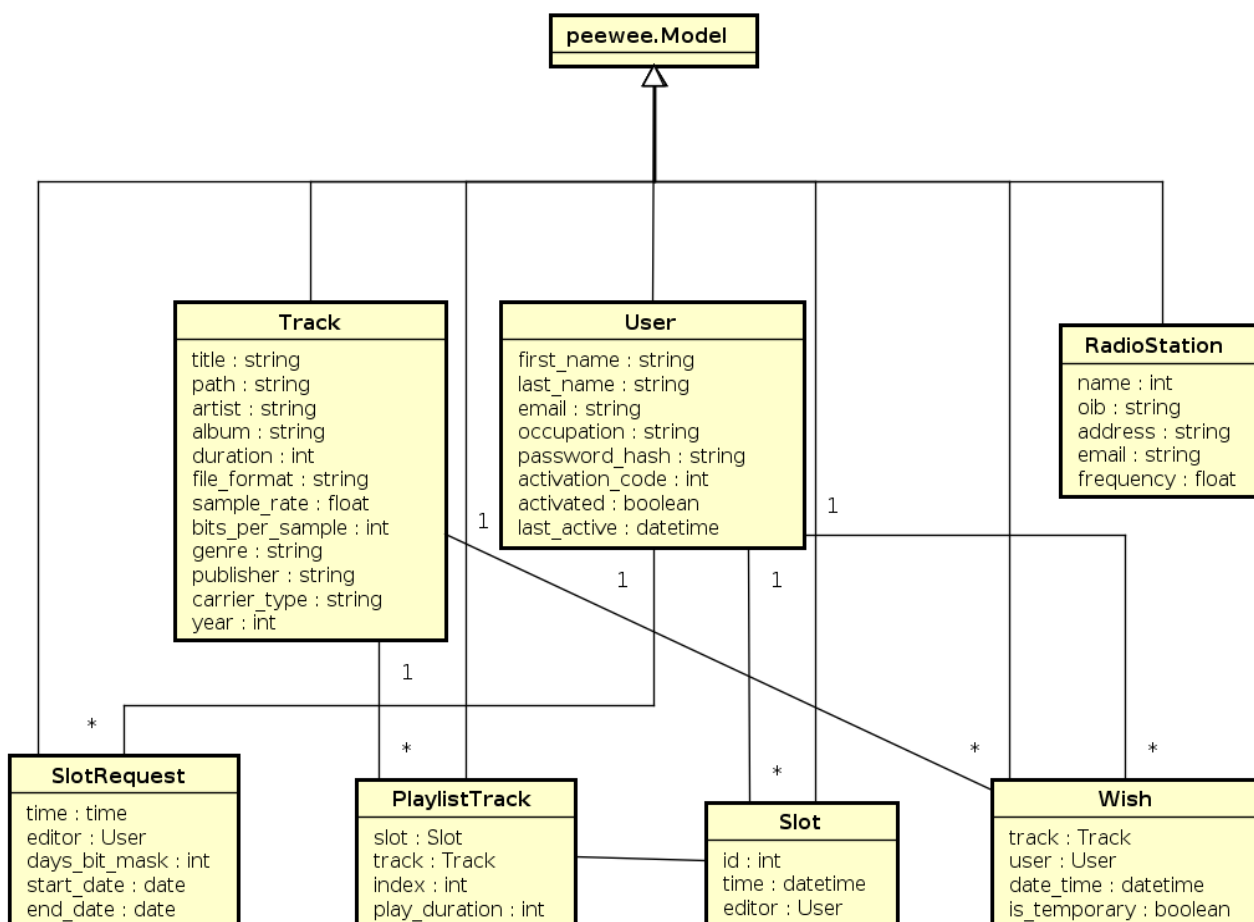 peewee.Model
Track
title : string
path : string
artist : string
album : string
duration : int
file_format : string
sample_rate : float
bits_per_sample : int
genre : string
publisher : string
carrier_type : string
year : int
User
first_name : string
last_name : string
email : string
occupation : string
password_hash : string
activation_code : int
activated : boolean
last_active : datetime
RadioStation
name : int
oib : string
address : string
email : string
frequency : float
1
1
1
1
1
*
*
*
*
*
SlotRequest
time : time
editor : User
days_bit_mask : int
start_date : date
end_date : date
PlaylistTrack
slot : Slot
track : Track
index : int
play_duration : int
Slot
id : int
time : datetime
editor : User
Wish
track : Track
user : User
date_time : datetime
is_temporary : boolean